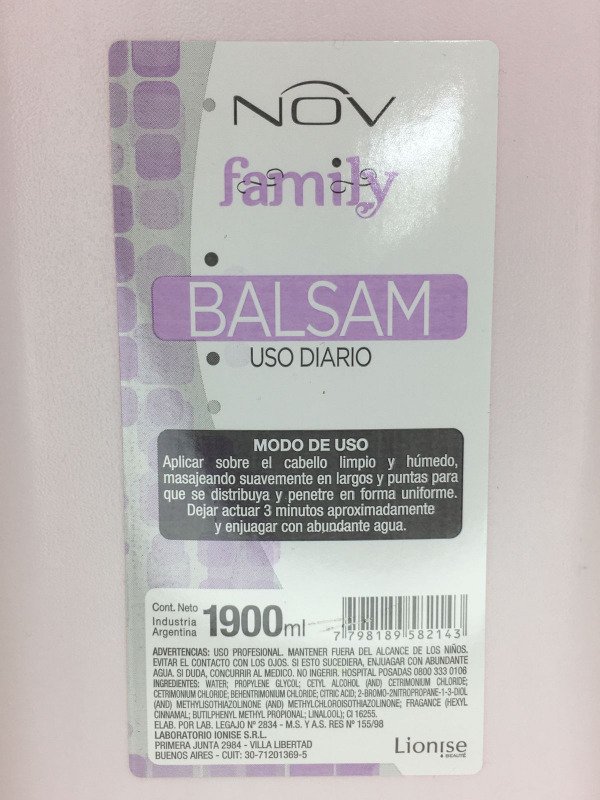 NOV
family
BALSAM
USO DIARIO
MODO DE USO
Aplicar sobre el cabello limpio y húmedo,
masajeando suavemente en largos y puntas para
que se distribuya y penetre en forma uniforme.
Dejar actuar 3 minutos aproximadamente
y enjuagar con abundante agua.
Cont. Neto
Industria
Argentina
1900ml
7 798189 582143
ADVERTENCIAS: USO PROFESIONAL. MANTENER FUERA DEL ALCANCE DE LOS NIÑOS.
EVITAR EL CONTACTO CON LOS OJOS. SI ESTO SUCEDIERA, ENJUAGAR CON ABUNDANTE
AGUA. SI DUDA, CONCURRIR AL MEDICO. NO INGERIR. HOSPITAL POSADAS 0800 333 0106
INGREDIENTES: WATER; PROPYLENE GLYCOL; CETYL ALCOHOL (AND) CETRIMONIUM CHLORIDE;
CETRIMONIUM CHLORIDE; BEHENTRIMONIUM CHLORIDE; CITRIC ACID; 2-BROMO-2NITROPROPANE-1-3-DIOL
(AND) METHYLISOTHIAZOLINONE (AND) METHYLCHLOROISOTHIAZOLINONE; FRAGANCE (HEXYL
CINNAMAL; BUTILPHENYL METHYL PROPIONAL; LINALOOL); CI 16255.
ELAB. POR LAB. LEGAJO Nº 2834 - M.S. Y A.S. RES Nº 155/98
LABORATORIO IONISE S.R.L.
PRIMERA JUNTA 2984 - VILLA LIBERTAD
BUENOS AIRES - CUIT: 30-71201369-5
Lionise
BEAUTÉ